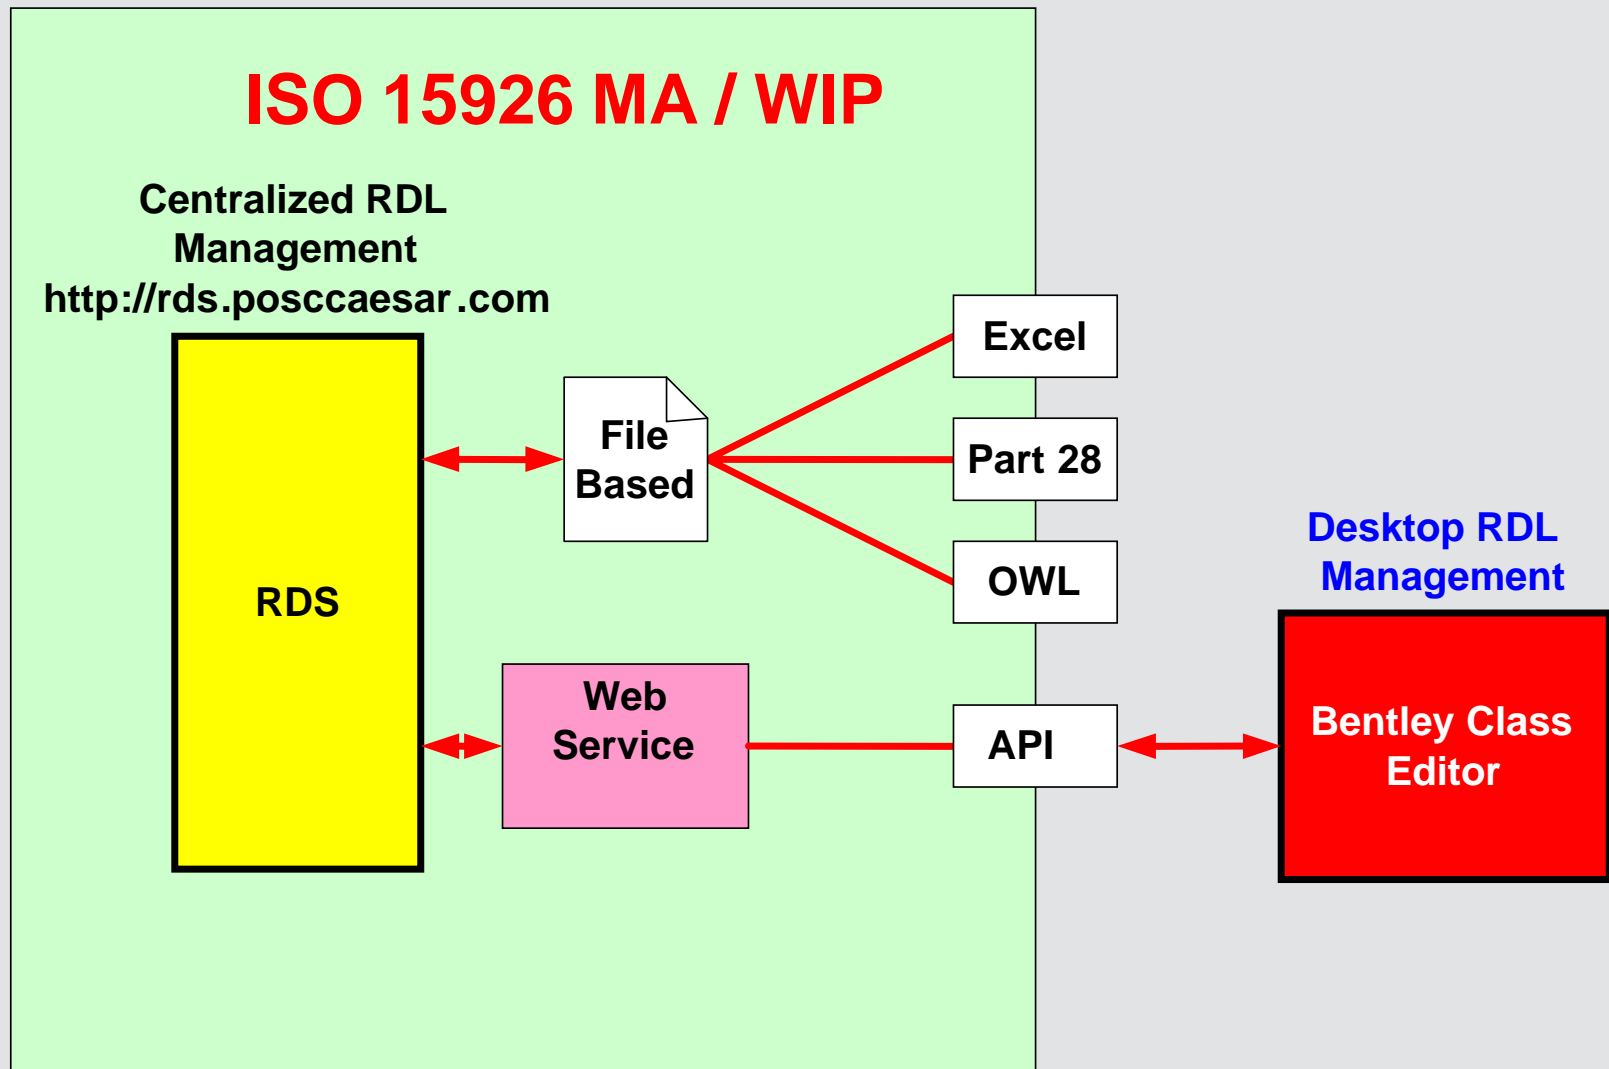 ISO 15926 MA / WIP
Centralized RDL
Management
http://rds.posccaesar.com
Excel
File
Based
Part 28
OWL
RDS
Desktop RDL
Management
Web
Service
API
Bentley Class
Editor